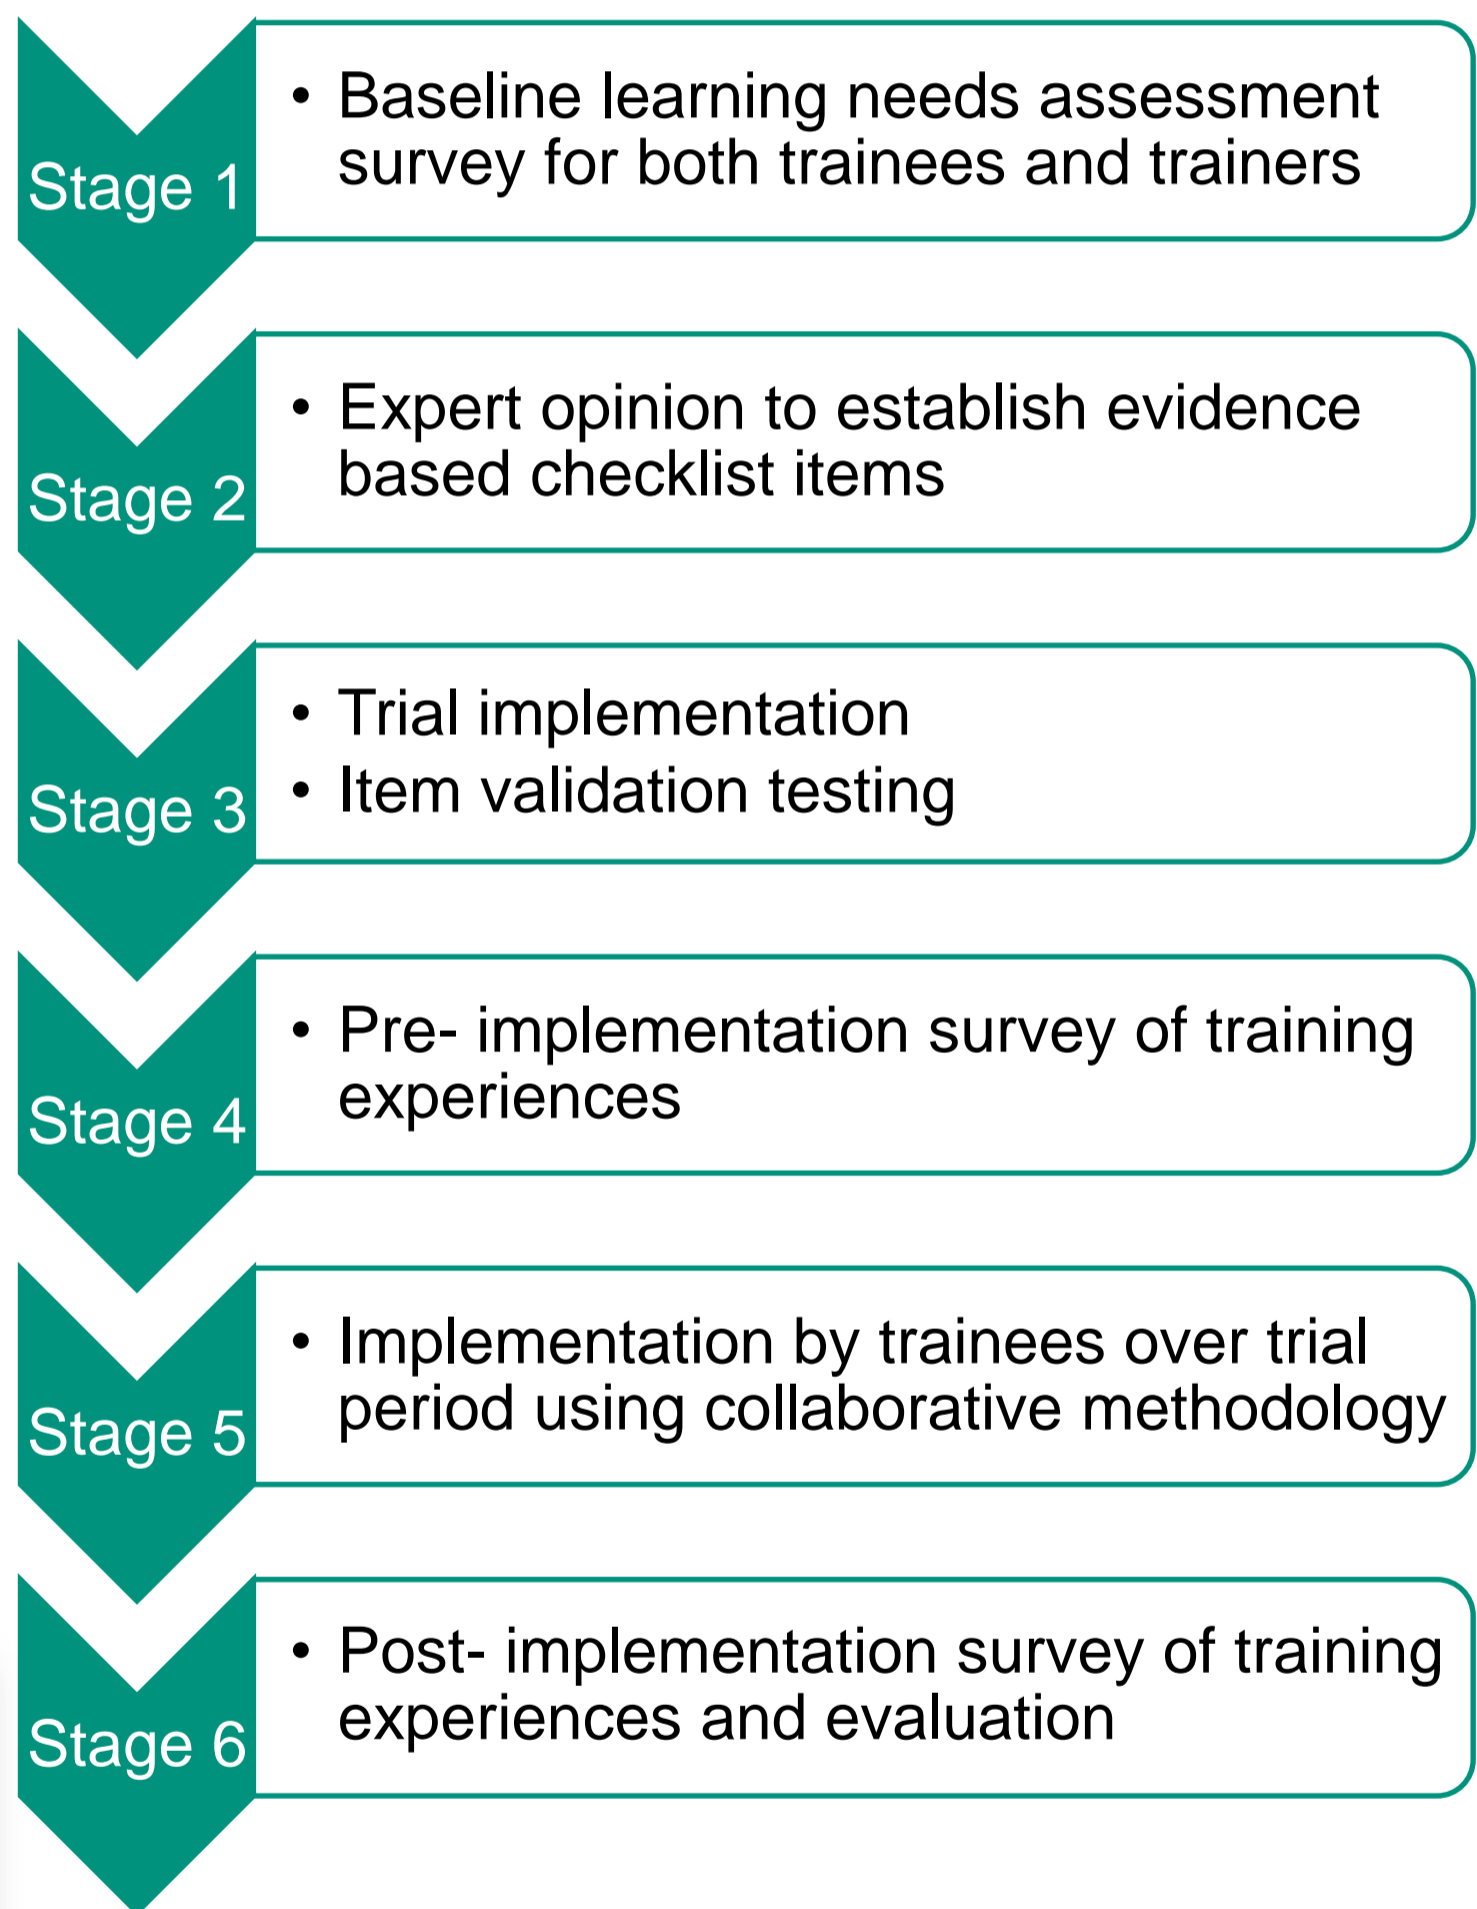 Stage 1
• Baseline learning needs assessment
survey for both trainees and trainers
Stage 2
• Expert opinion to establish evidence
based checklist items
Stage 3
• Trial implementation
• Item validation testing
Stage 4
• Pre- implementation survey of training
experiences
Stage 5
• Implementation by trainees over trial
period using collaborative methodology
Stage 6
• Post- implementation survey of training
experiences and evaluation